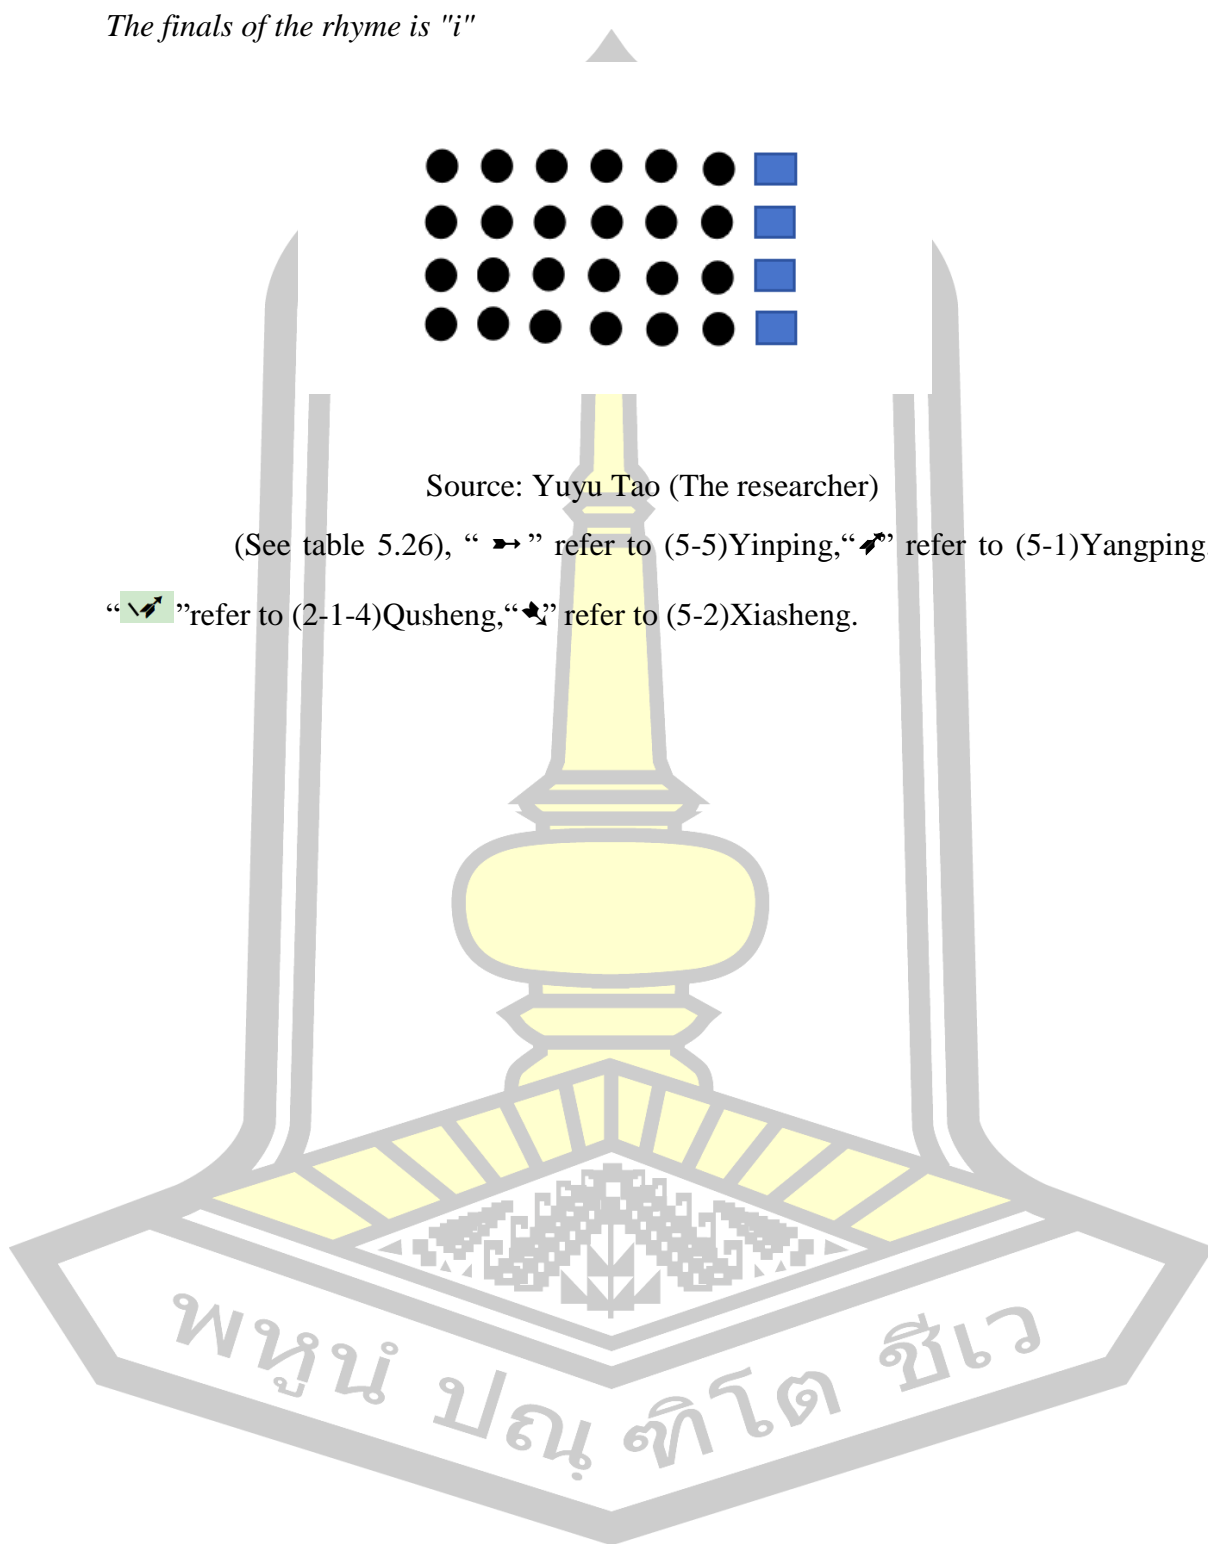 The finals of the rhyme is "i"
Source: Yuyu Tao (The researcher)
(See table 5.26), “ ➳ ” refer to (5-5)Yinping,“➶” refer to (5-1)Yangping.
“ \➶ ”refer to (2-1-4)Qusheng,“➴” refer to (5-2)Xiasheng.
พหูนํ ปณฺ ฑิโต ชีเว